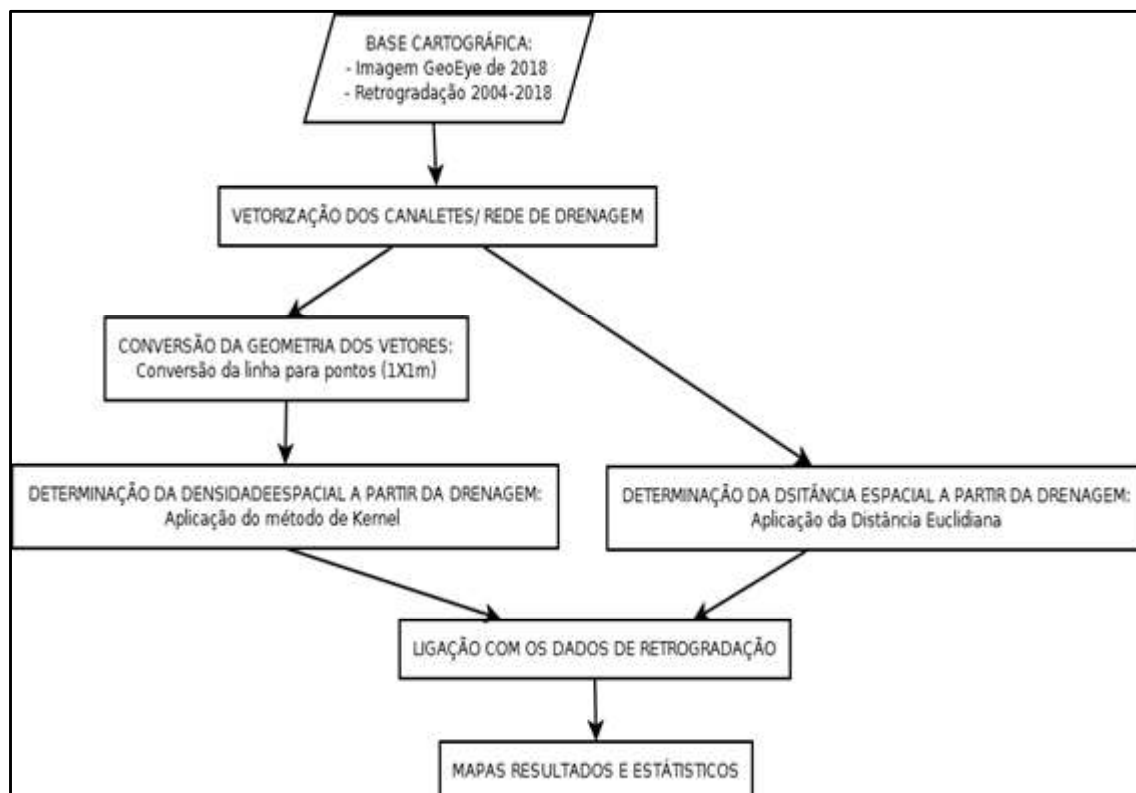 BASE CARTOGRÁFICA:
- Imagem GeoEye de 2018
- Retrogradação 2004-2018
VETORIZAÇÃO DOS CANALETES/ REDE DE DRENAGEM
CONVERSÃO DA GEOMETRIA DOS VETORES:
Conversão da linha para pontos (1X1m)
DETERMINAÇÃO DA DENSIDADEESPACIAL A PARTIR DA DRENAGEM:
Aplicação do método de Kernel
DETERMINAÇÃO DA DSITÂNCIA ESPACIAL A PARTIR DA DRENAGEM:
Aplicação da Distância Euclidiana
LIGAÇÃO COM OS DADOS DE RETROGRADAÇÃO
MAPAS RESULTADOS E ESTÁTISTICOS